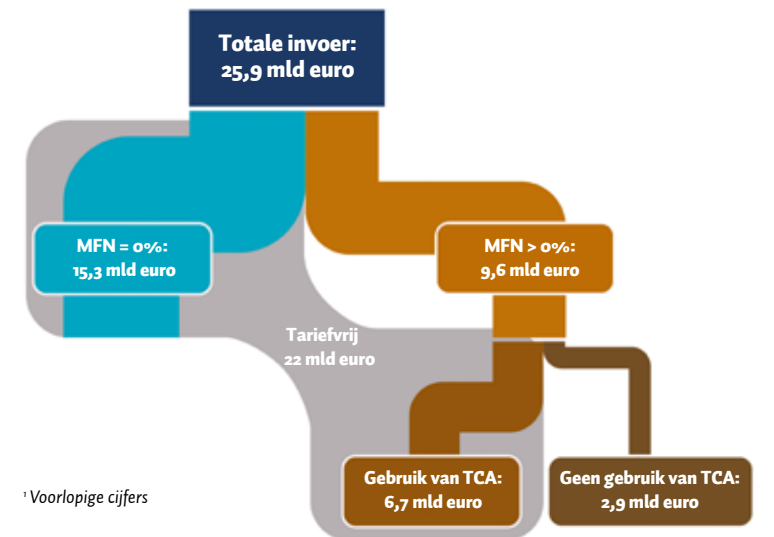 Totale invoer:
25,9 mld euro
MFN = 0%:
15,3 mld euro
MFN > 0%:
9,6 mld euro
Tariefvrij
22 mld euro
Gebruik van TCA:
6,7 mld euro
Geen gebruik van TCA:
2,9 mld euro
¹ Voorlopige cijfers